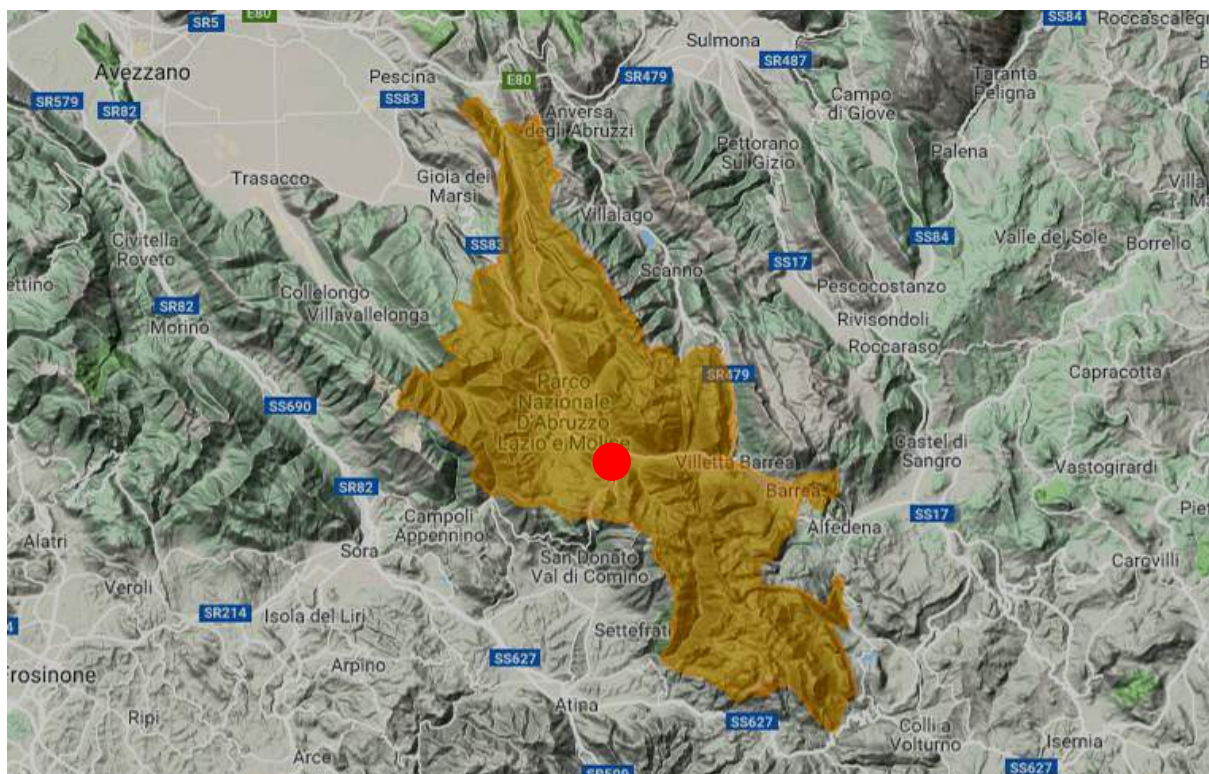 SR5
E80
SS84
Roccascalegn
Avezzano
Sulmona
Pescina
E80
SR479
SR487
Taranta
Peligna
SR579
SR82
SS83
Anversa
degli Abruzzi
Campo
di Giove
Pettorano
Sul Gizio
Palena
Trasacco
Gioia dei
Marsi
Villa
Villalago
SS84
Valle del Sole
Borrello
Civitella
Roveto
SS83
Scanno
SS17
ettino
SR82
Collelongo
Villavallelonga
Pescocostanzo
Morino
Rivisondoli
Roccaraso
SR479
Capracotta
Parco
Nazionale
D'Abruzzo
Lazio e Molise
SS690
Castel di
Sangro
Villetta Barrea
Vastogirardi
SR82
Barrea
Campoli
Appennino
Alfedena
SS17
Piet
Alatri
Sora
San Donato
Val di Comino
Carovilli
Veroli
SR214
Isola del Liri
Settefrati
4
SS627
Arpino
rosinone
Atina
Ripi
SS627
Colli a
Volturno
Isernia
Arce
SS627